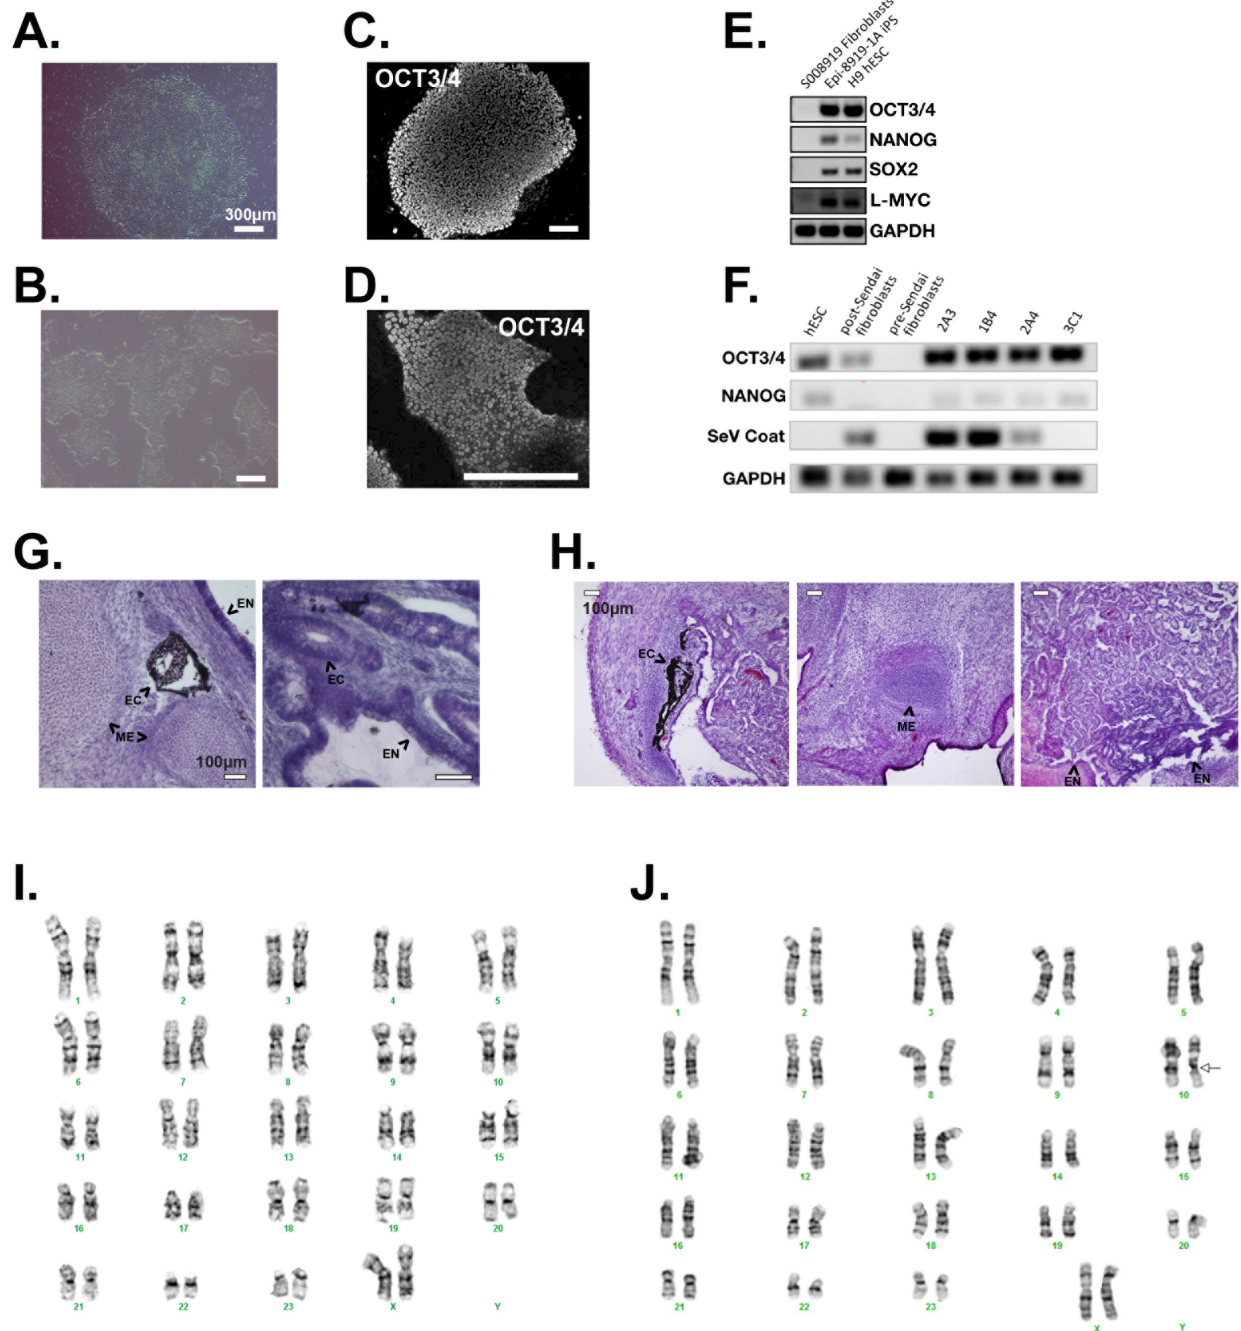 A.
300µm
B.
C.
OCT3/4
D.
OCT3/4
E.
S008919 Fibroblasts
Epi-8919-1A iPS
H9 hESC
OCT3/4
NANOG
SOX2
L-MYC
GAPDH
F.
hESC
post-Sendai
fibroblasts
pre-Sendai
fibroblasts
2A3
1B4
2A4
3C1
OCT3/4
NANOG
SeV Coat
GAPDH
G.
EN
EC
ME
100µm
EC
EN
H.
100µm
EC
ME
EN
EN
I.
1 2 3 4 5
6 7 8 9 10
11 12 13 14 15
16 17 18 19 20
21 22 23 X Y
J.
1 2 3 4 5
6 7 8 9 10
11 12 13 14 15
16 17 18 19 20
21 22 23 X Y